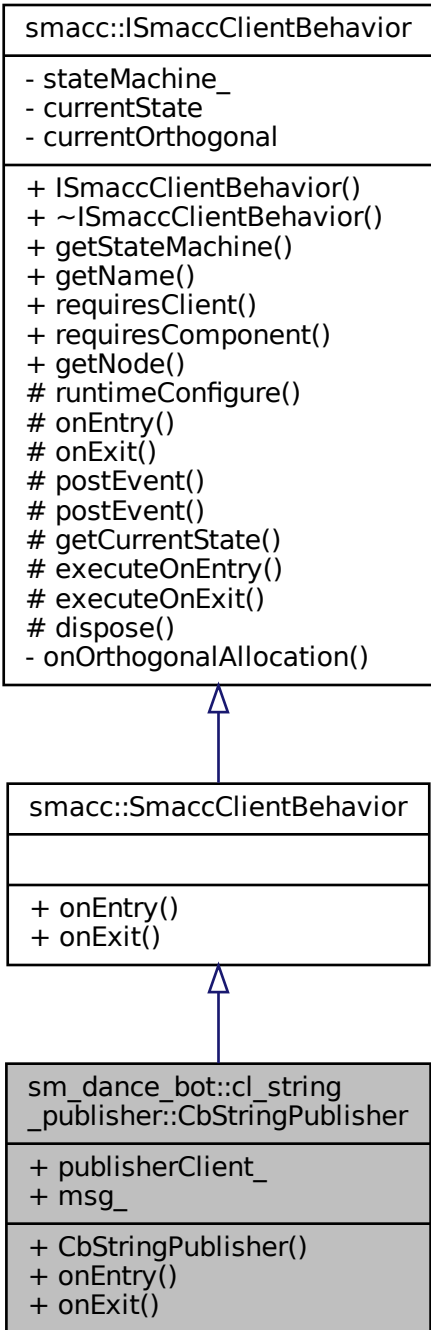 smacc::ISmaccClientBehavior
- stateMachine_
- currentState
- currentOrthogonal
+ ISmaccClientBehavior()
+ ~ISmaccClientBehavior()
+ getStateMachine()
+ getName()
+ requiresClient()
+ requiresComponent()
+ getNode()
# runtimeConfigure()
# onEntry()
# onExit()
# postEvent()
# postEvent()
# getCurrentState()
# executeOnEntry()
# executeOnExit()
# dispose()
- onOrthogonalAllocation()
smacc::SmaccClientBehavior
+ onEntry()
+ onExit()
sm_dance_bot::cl_string
_publisher::CbStringPublisher
+ publisherClient_
+ msg_
+ CbStringPublisher()
+ onEntry()
+ onExit()